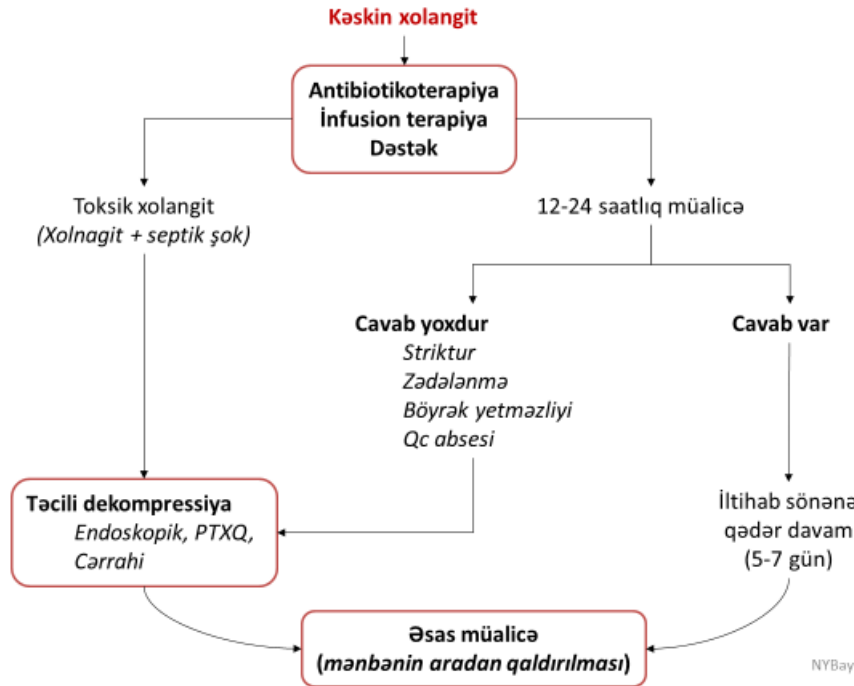 Kəskin xolangit
Antibiotikoterapiya
İnfusion terapiya
Dəstək
Toksik xolangit
(Xolnagit + septik şok)
12-24 saatlıq müalicə
Cavab yoxdur
Striktur
Zədələnmə
Böyrək yetməzliyi
Qc absesi
Cavab var
Təcili dekompressiya
Endoskopik, PTXQ,
Cərrahi
İltihab sönənə
qədər davam
(5-7 gün)
Əsas müalicə
(mənbənin aradan qaldırılması)
NYBay